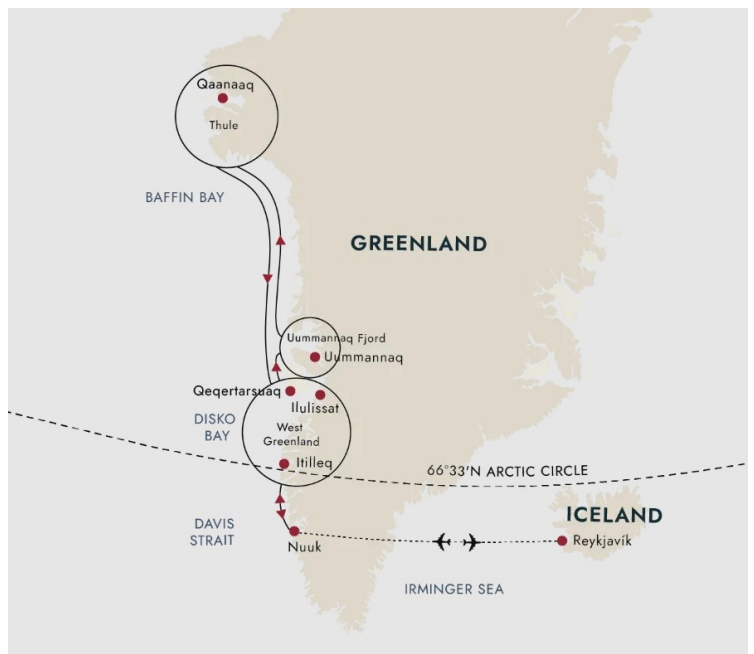 Qaanaaq
Thule
BAFFIN BAY
GREENLAND
Uummannaq Fjord
Uummannaq
Qeqertarsuaq
Ilulissat
DISKO
BAY
West
Greenland
Itilleq
66°33'N ARCTIC CIRCLE
ICELAND
DAVIS
STRAIT
Nuuk
Reykjavík
IRMINGER SEA